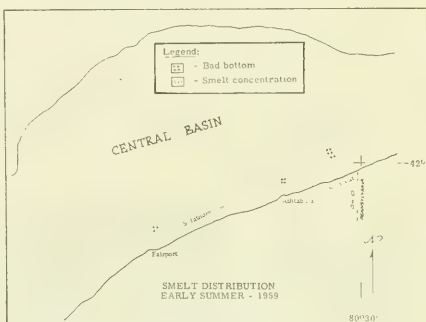 Legend:
- Bad bottom
- Smelt concentration
CENTRAL BASIN
42°
Fairport
SMELT DISTRIBUTION
EARLY SUMMER - 1959
80°30'